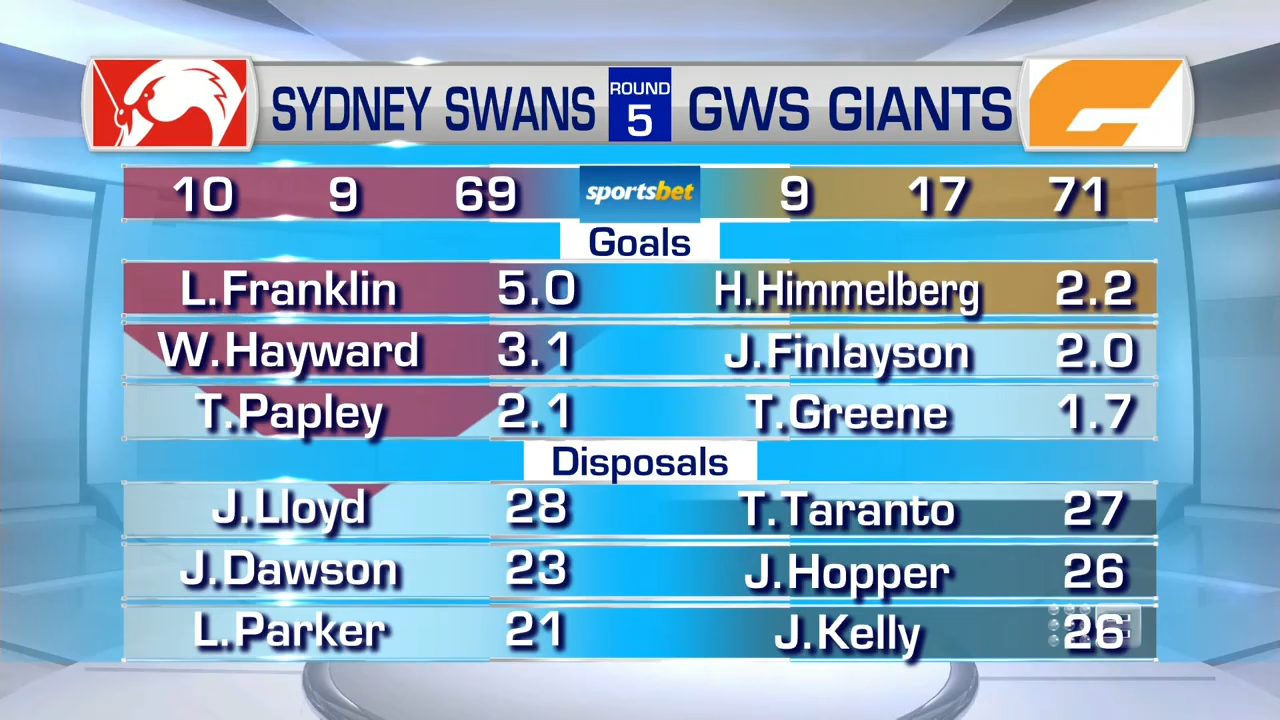 SYDNEY SWANS ROUND 5 GWS GIANTS
10 9 69 sportsbet 9 17 71
Goals
L.Franklin 5.0 H.Himmelberg 2.2
W.Hayward 3.1 J.Finlayson 2.0
T.Papley 2.1 T.Greene 1.7
Disposals
J.Lloyd 28 T.Taranto 27
J.Dawson 23 J.Hopper 26
L.Parker 21 J.Kelly 26